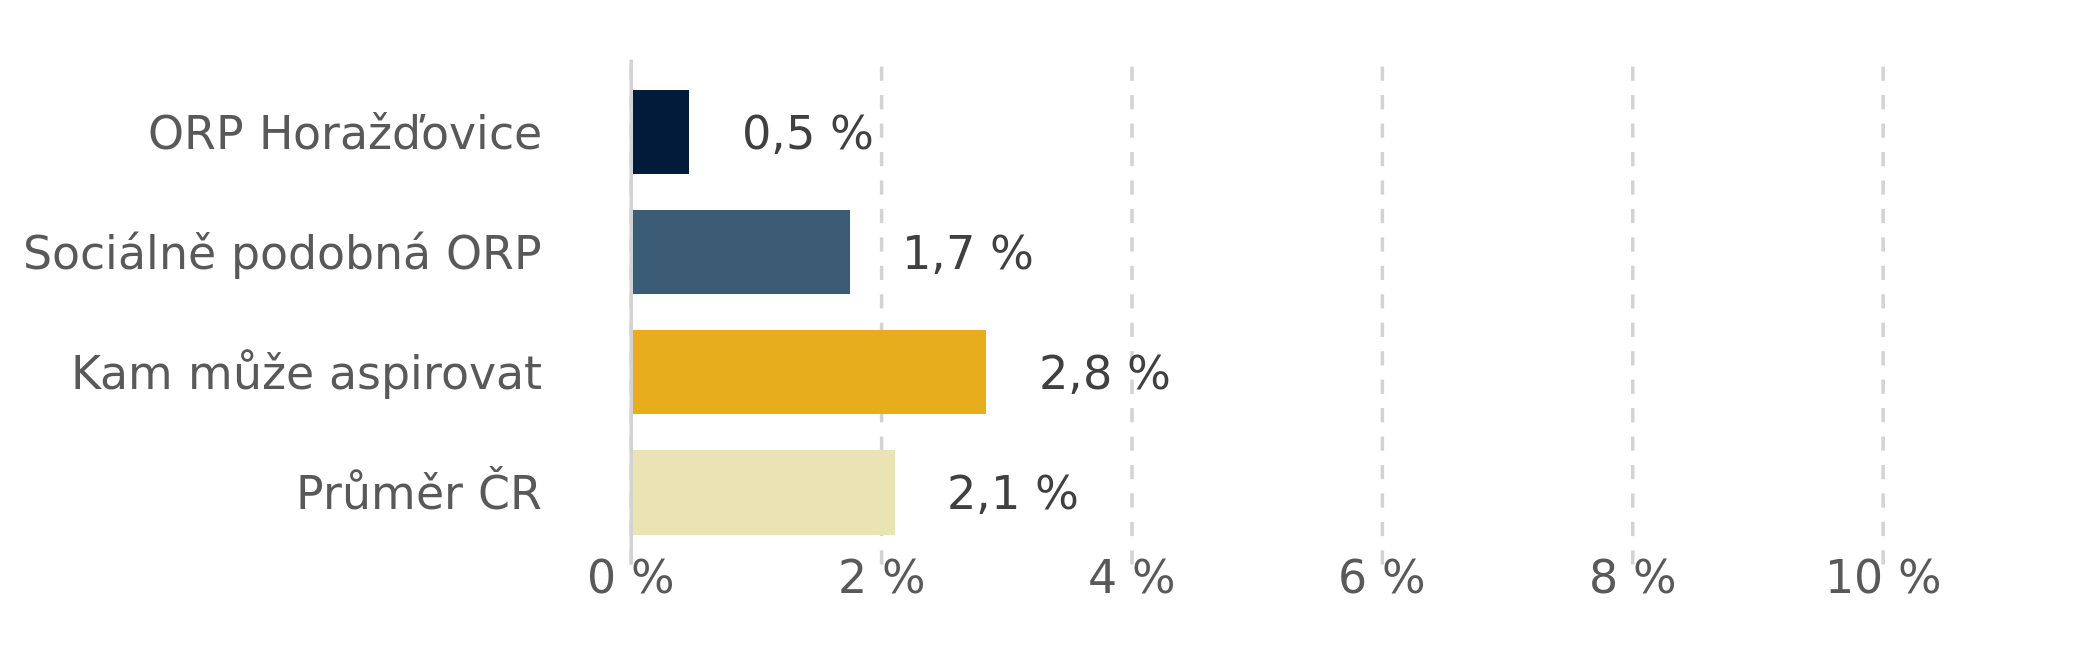 ORP Horažďovice 0,5 %
Sociálně podobná ORP 1,7 %
Kam může aspirovat 2,8 %
Průměr ČR 2,1 %
0 % 2 % 4 % 6 % 8 % 10 %